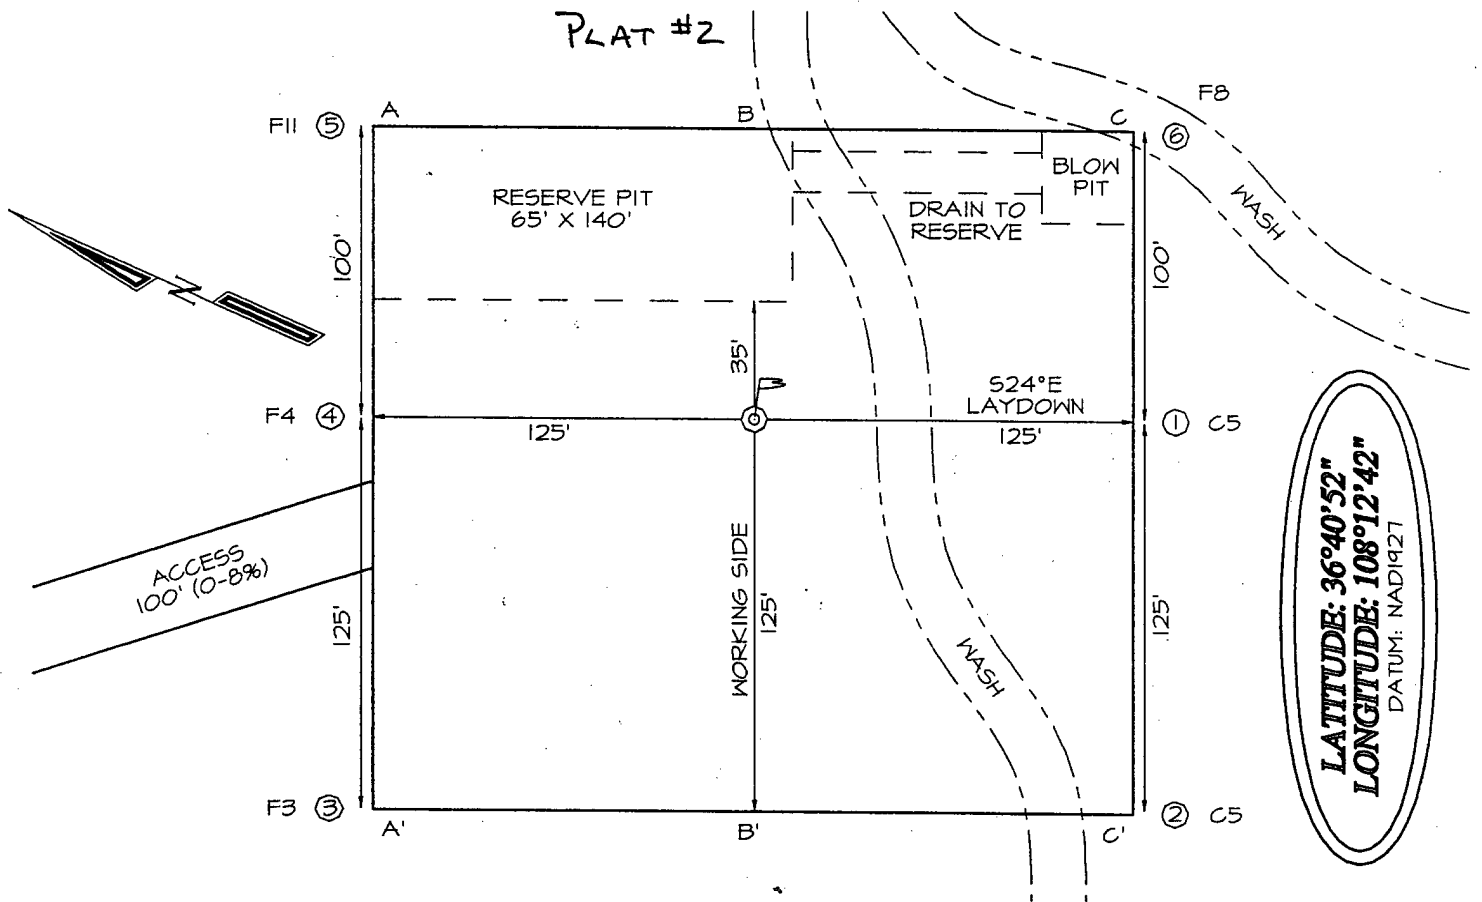 PLAT #2
A
B
C
F8
F11 ⑤
⑥
RESERVE PIT
65' X 140'
BLOW
PIT
DRAIN TO
RESERVE
WASH
100'
N
100'
35'
S24°E
LAYDOWN
F4 ④
125'
125'
① C5
ACCESS
100' (0-8%)
125'
WORKING SIDE
125'
125'
WASH
LATITUDE: 36°40'52"
LONGITUDE: 108°12'42"
DATUM: NAD1927
F3 ③
② C5
A'
B'
C'